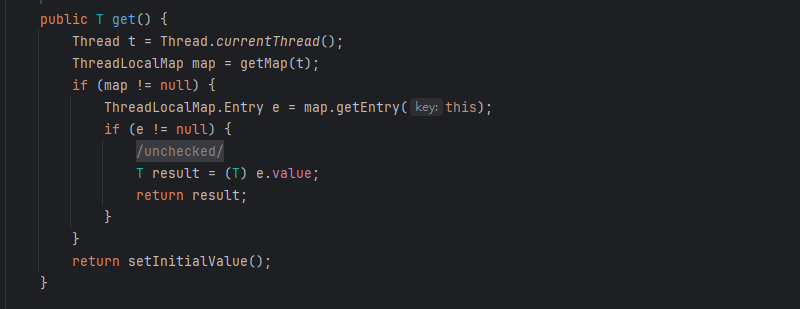 public T get() {
    Thread t = Thread.currentThread();
    ThreadLocalMap map = getMap(t);
    if (map != null) {
        ThreadLocalMap.Entry e = map.getEntry( key: this);
        if (e != null) {
            /unchecked/
            T result = (T) e.value;
            return result;
        }
    }
    return setInitialValue();
}